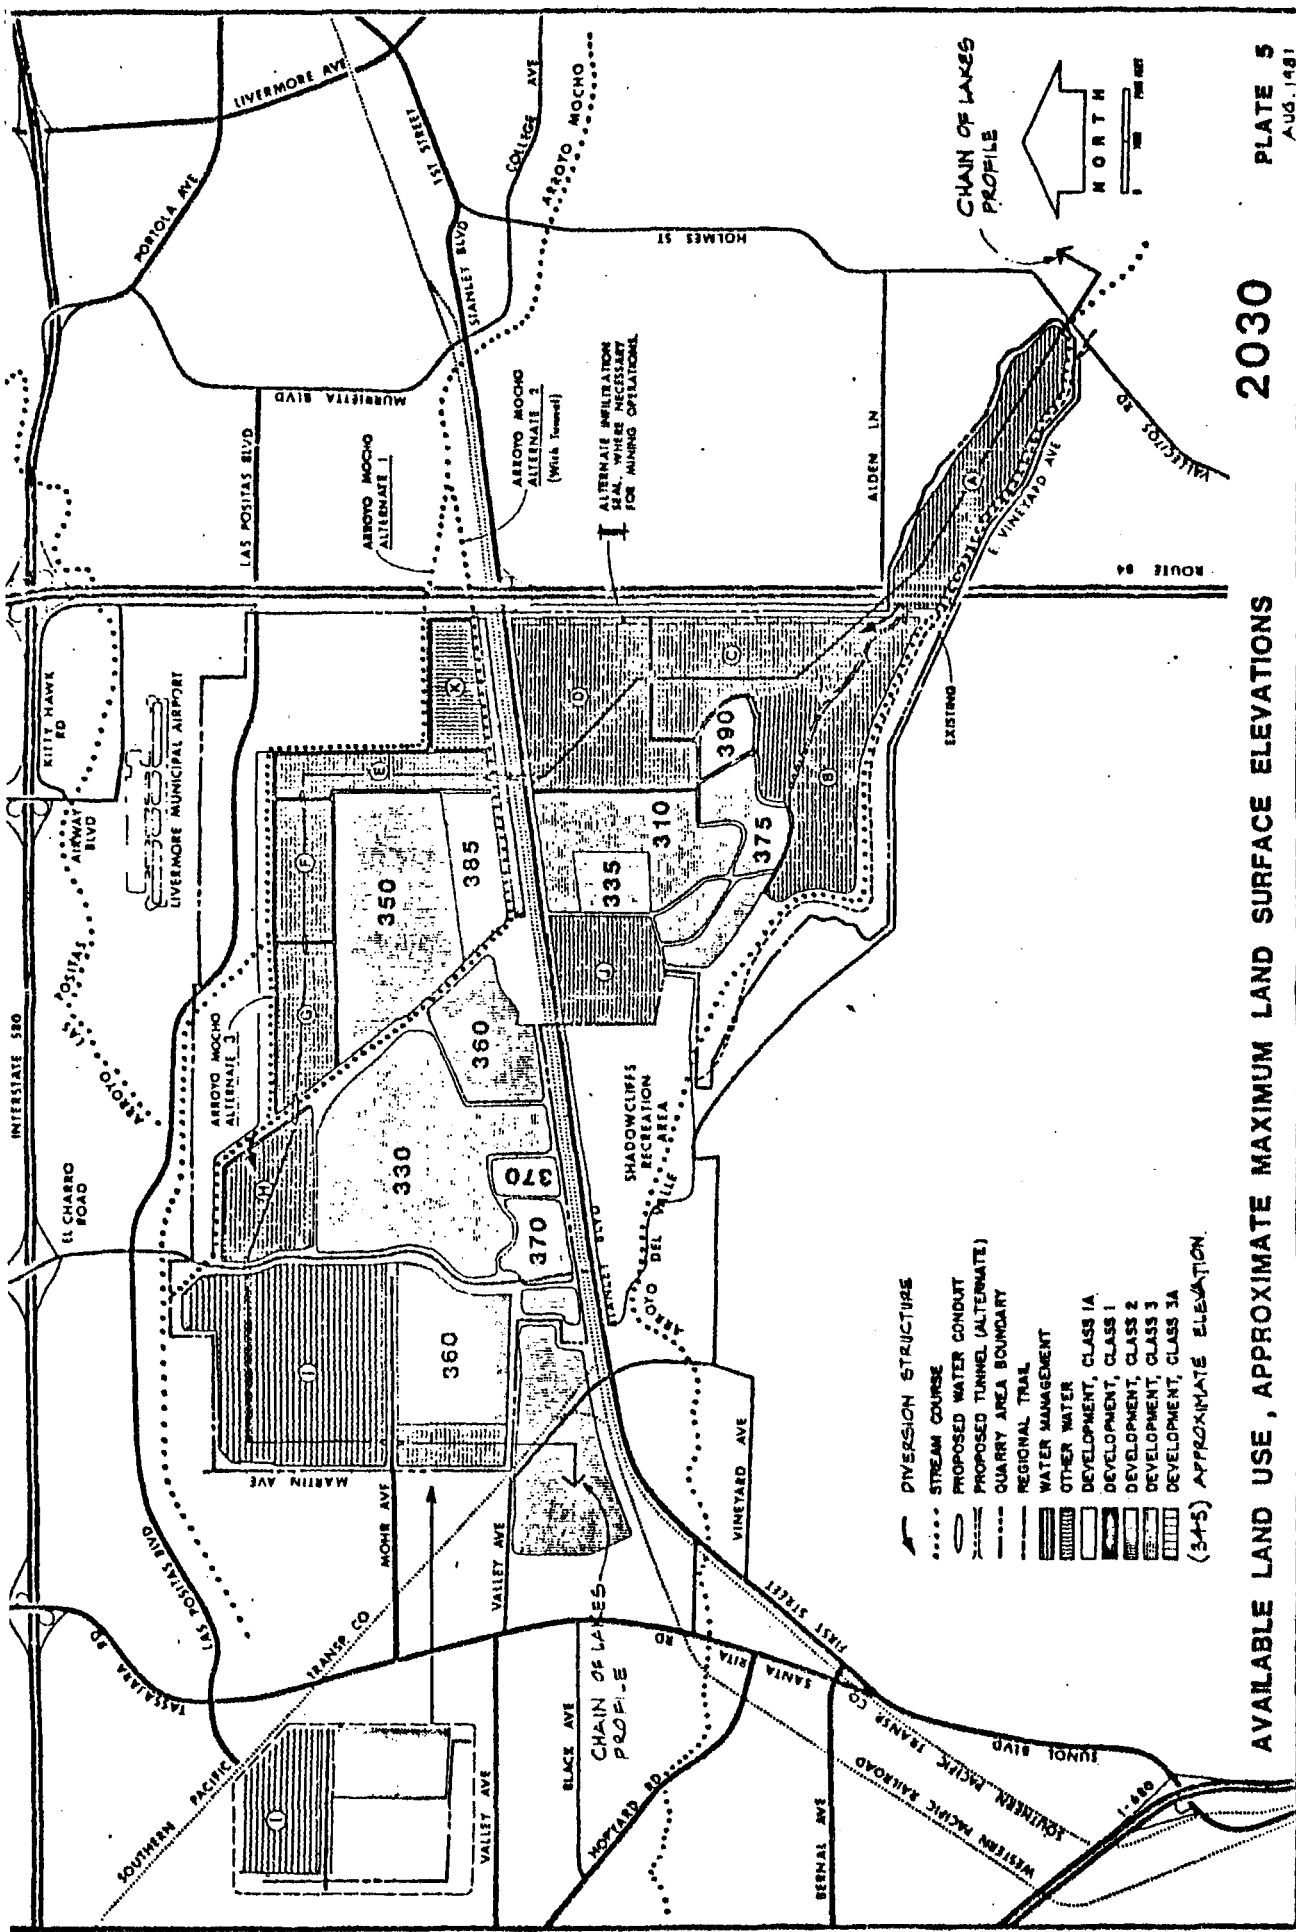 INTERSTATE 580
TASSAJARA
RD
LAS POSITAS BLVD
EL CHARRO
ROAD
ARROYO
LAS
POSITAS
AIRWAY
BLVD
KITTY HAWK
RD
LIVERMORE MUNICIPAL AIRPORT
PORTOLA AVE
LIVERMORE AVE
LAS POSITAS BLVD
MURRIETTA BLVD
1ST STREET
STANLEY BLVD
COLLEGE AVE
ARROYO MOCHO
HOLMES ST
ARROYO MOCHO
ALTERNATE 1
ARROYO MOCHO
ALTERNATE 2
(With Tunnel)
ARROYO MOCHO
ALTERNATE 3
ALTERNATE INFILTRATION
SEAL, WHERE NECESSARY
FOR MINING OPERATIONS.
ALDEN LN
ROUTE 84
E. VINEYARD AVE
VALLECITOS RD
EXISTING
CHAIN OF LAKES
PROFILE
NORTH
0
SOUTHERN PACIFIC TRANSP CO
MARTIN AVE
MOHR AVE
VALLEY AVE
VALLEY AVE
BLACK AVE
HOPYARD RD
SANTA RITA RD
BERNAL AVE
VINEYARD AVE
FIRST STREET
STANLEY BLVD
SUNOL BLVD
I-680
SOUTHERN PACIFIC TRANSP. CO.
WESTERN PACIFIC RAILROAD
CHAIN OF LAKES
PROFILE
ARROYO DEL VALLE
SHADOWCLIFFS
RECREATION
AREA
I
I
H
G
F
E
X
D
C
B
A
J
360
330
370
370
360
350
385
335
310
390
375
DIVERSION STRUCTURE
STREAM COURSE
PROPOSED WATER CONDUIT
PROPOSED TUNNEL (ALTERNATE)
QUARRY AREA BOUNDARY
REGIONAL TRAIL
WATER MANAGEMENT
OTHER WATER
DEVELOPMENT, CLASS 1A
DEVELOPMENT, CLASS 1
DEVELOPMENT, CLASS 2
DEVELOPMENT, CLASS 3
DEVELOPMENT, CLASS 3A
(345) APPROXIMATE ELEVATION.
AVAILABLE LAND USE, APPROXIMATE MAXIMUM LAND SURFACE ELEVATIONS
2030
PLATE 5
AUG. 1981